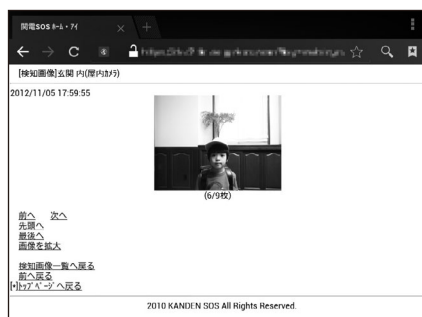 関電SOS ﾎｰﾑ・ｱｲ
[検知画像]玄関 内(屋内ｶﾒﾗ)
2012/11/05 17:59:55
(6/9枚)
前へ 次へ
先頭へ
最後へ
画像を拡大
検知画像一覧へ戻る
前へ戻る
[*]ﾄｯﾌﾟﾍﾟｰｼﾞへ戻る
2010 KANDEN SOS All Rights Reserved.